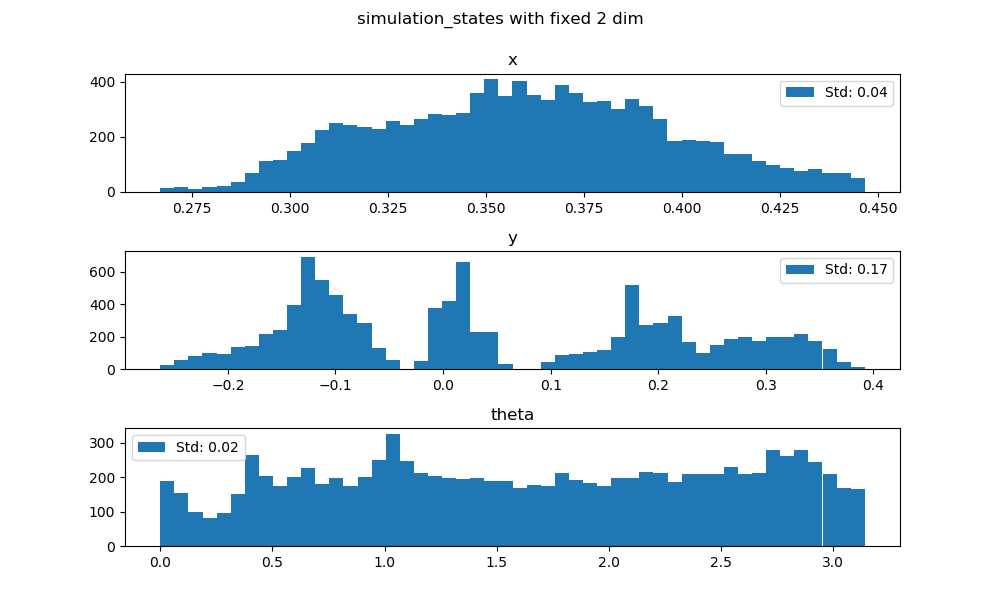 simulation_states with fixed 2 dim
x
400
200
0
Std: 0.04
0.275 0.300 0.325 0.350 0.375 0.400 0.425 0.450
y
600
400
200
0
Std: 0.17
−0.2 −0.1 0.0 0.1 0.2 0.3 0.4
theta
300
200
100
0
Std: 0.02
0.0 0.5 1.0 1.5 2.0 2.5 3.0